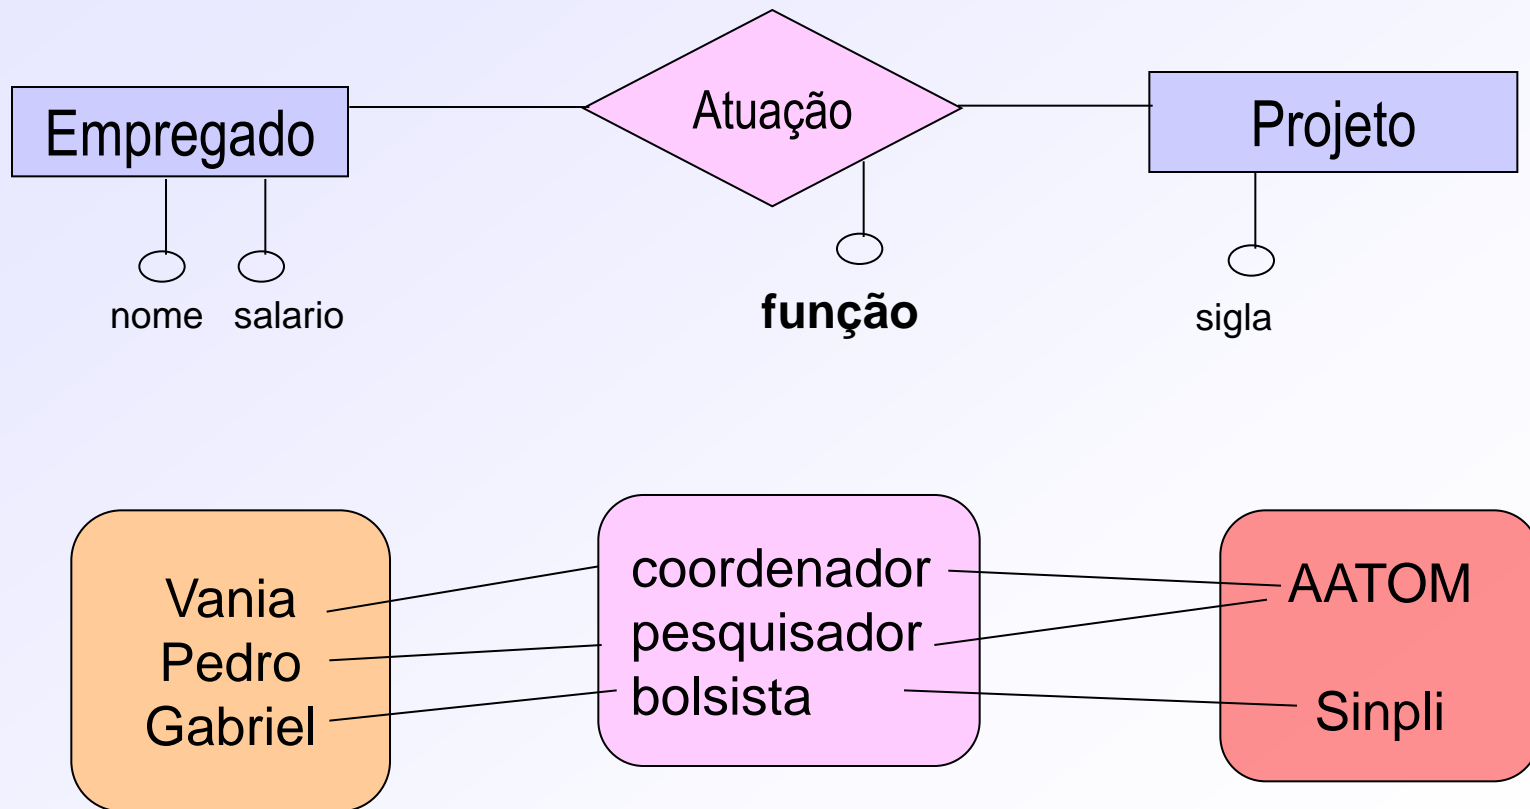 Empregado
Atuação
Projeto
nome
salario
função
sigla
Vania
Pedro
Gabriel
coordenador
pesquisador
bolsista
AATOM
Sinpli